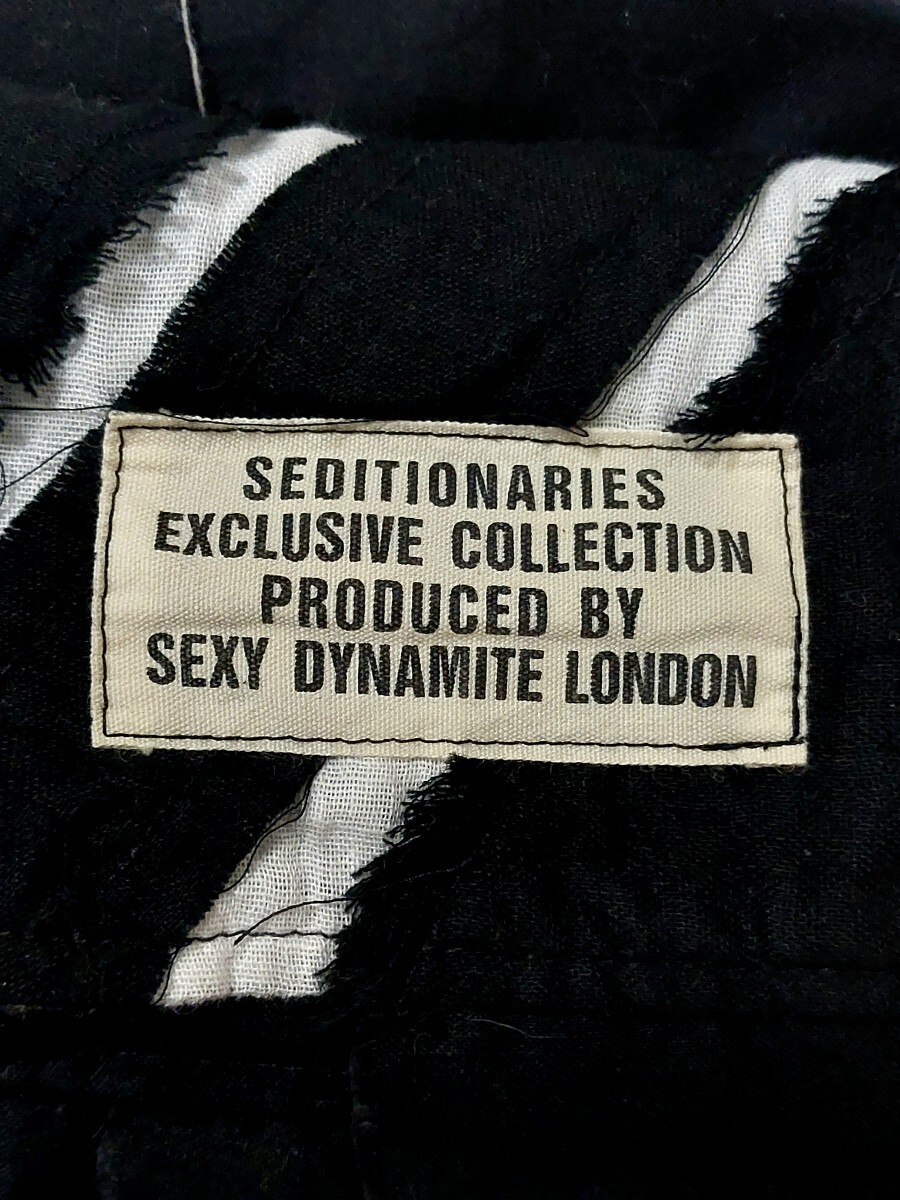 SEDITIONARIES
EXCLUSIVE COLLECTION
PRODUCED BY
SEXY DYNAMITE LONDON